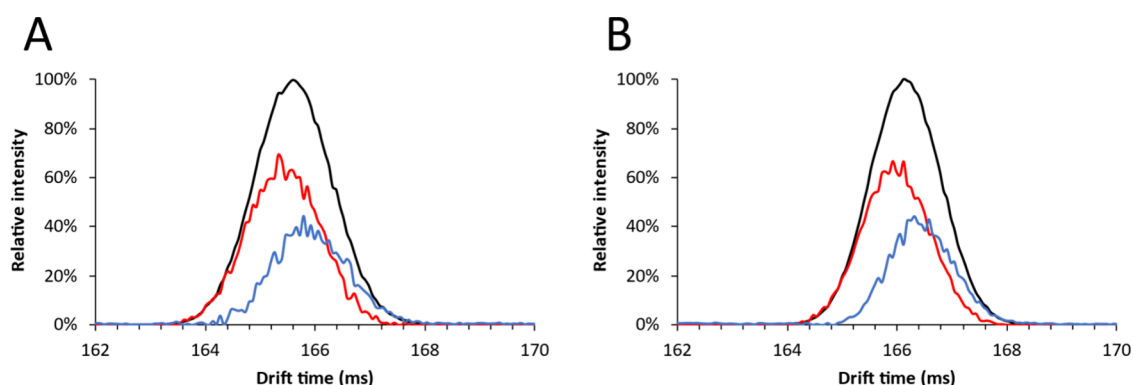 A
Relative intensity
100%
80%
60%
40%
20%
0%
162 164 166 168 170
Drift time (ms)
B
Relative intensity
100%
80%
60%
40%
20%
0%
162 164 166 168 170
Drift time (ms)